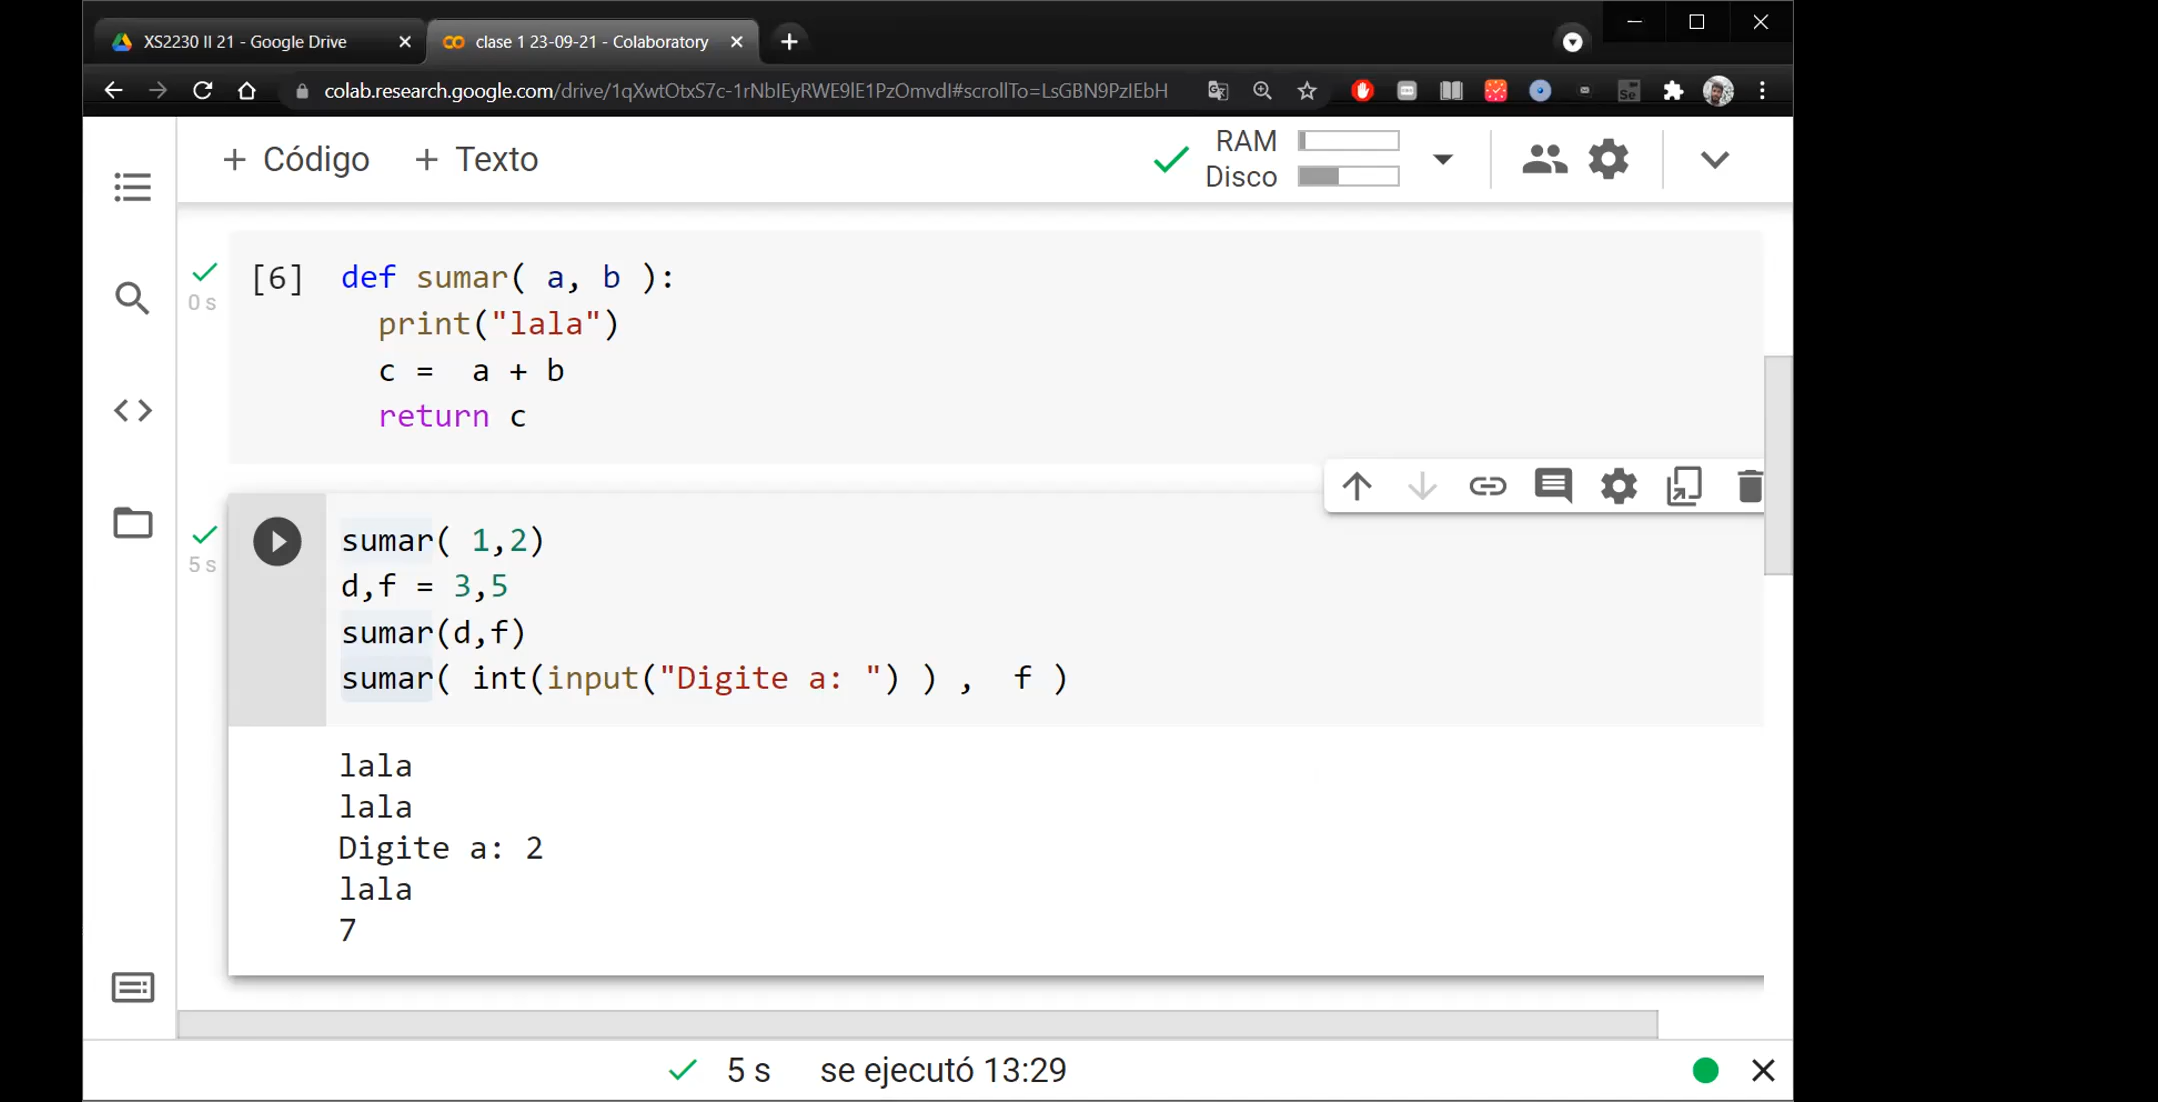 XS2230 II 21 - Google Drive
clase 1 23-09-21 - Colaboratory
colab.research.google.com/drive/1qXwtOtxS7c-1rNbIEyRWE9lE1PzOmvdI#scrollTo=LsGBN9PzIEbH
+ Código + Texto
RAM
Disco
0 s
[6] def sumar( a, b ):
print("lala")
c = a + b
return c
5 s
sumar( 1,2)
d,f = 3,5
sumar(d,f)
sumar( int(input("Digite a: ") ) , f )
lala
lala
Digite a: 2
lala
7
5 s se ejecutó 13:29